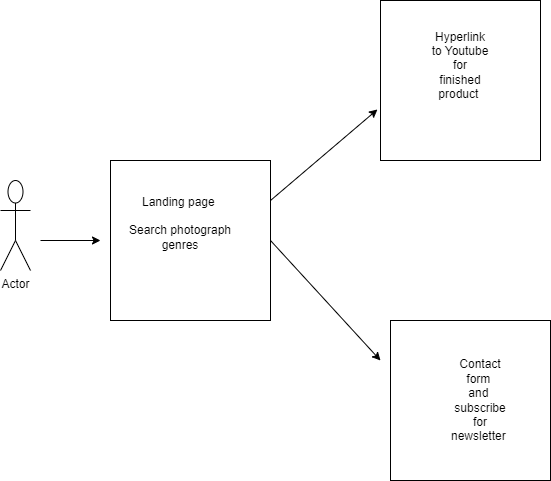 Hyperlink
to Youtube
for
finished
product
Landing page
Search photograph
genres
Actor
Contact
form
and
subscribe
for
newsletter